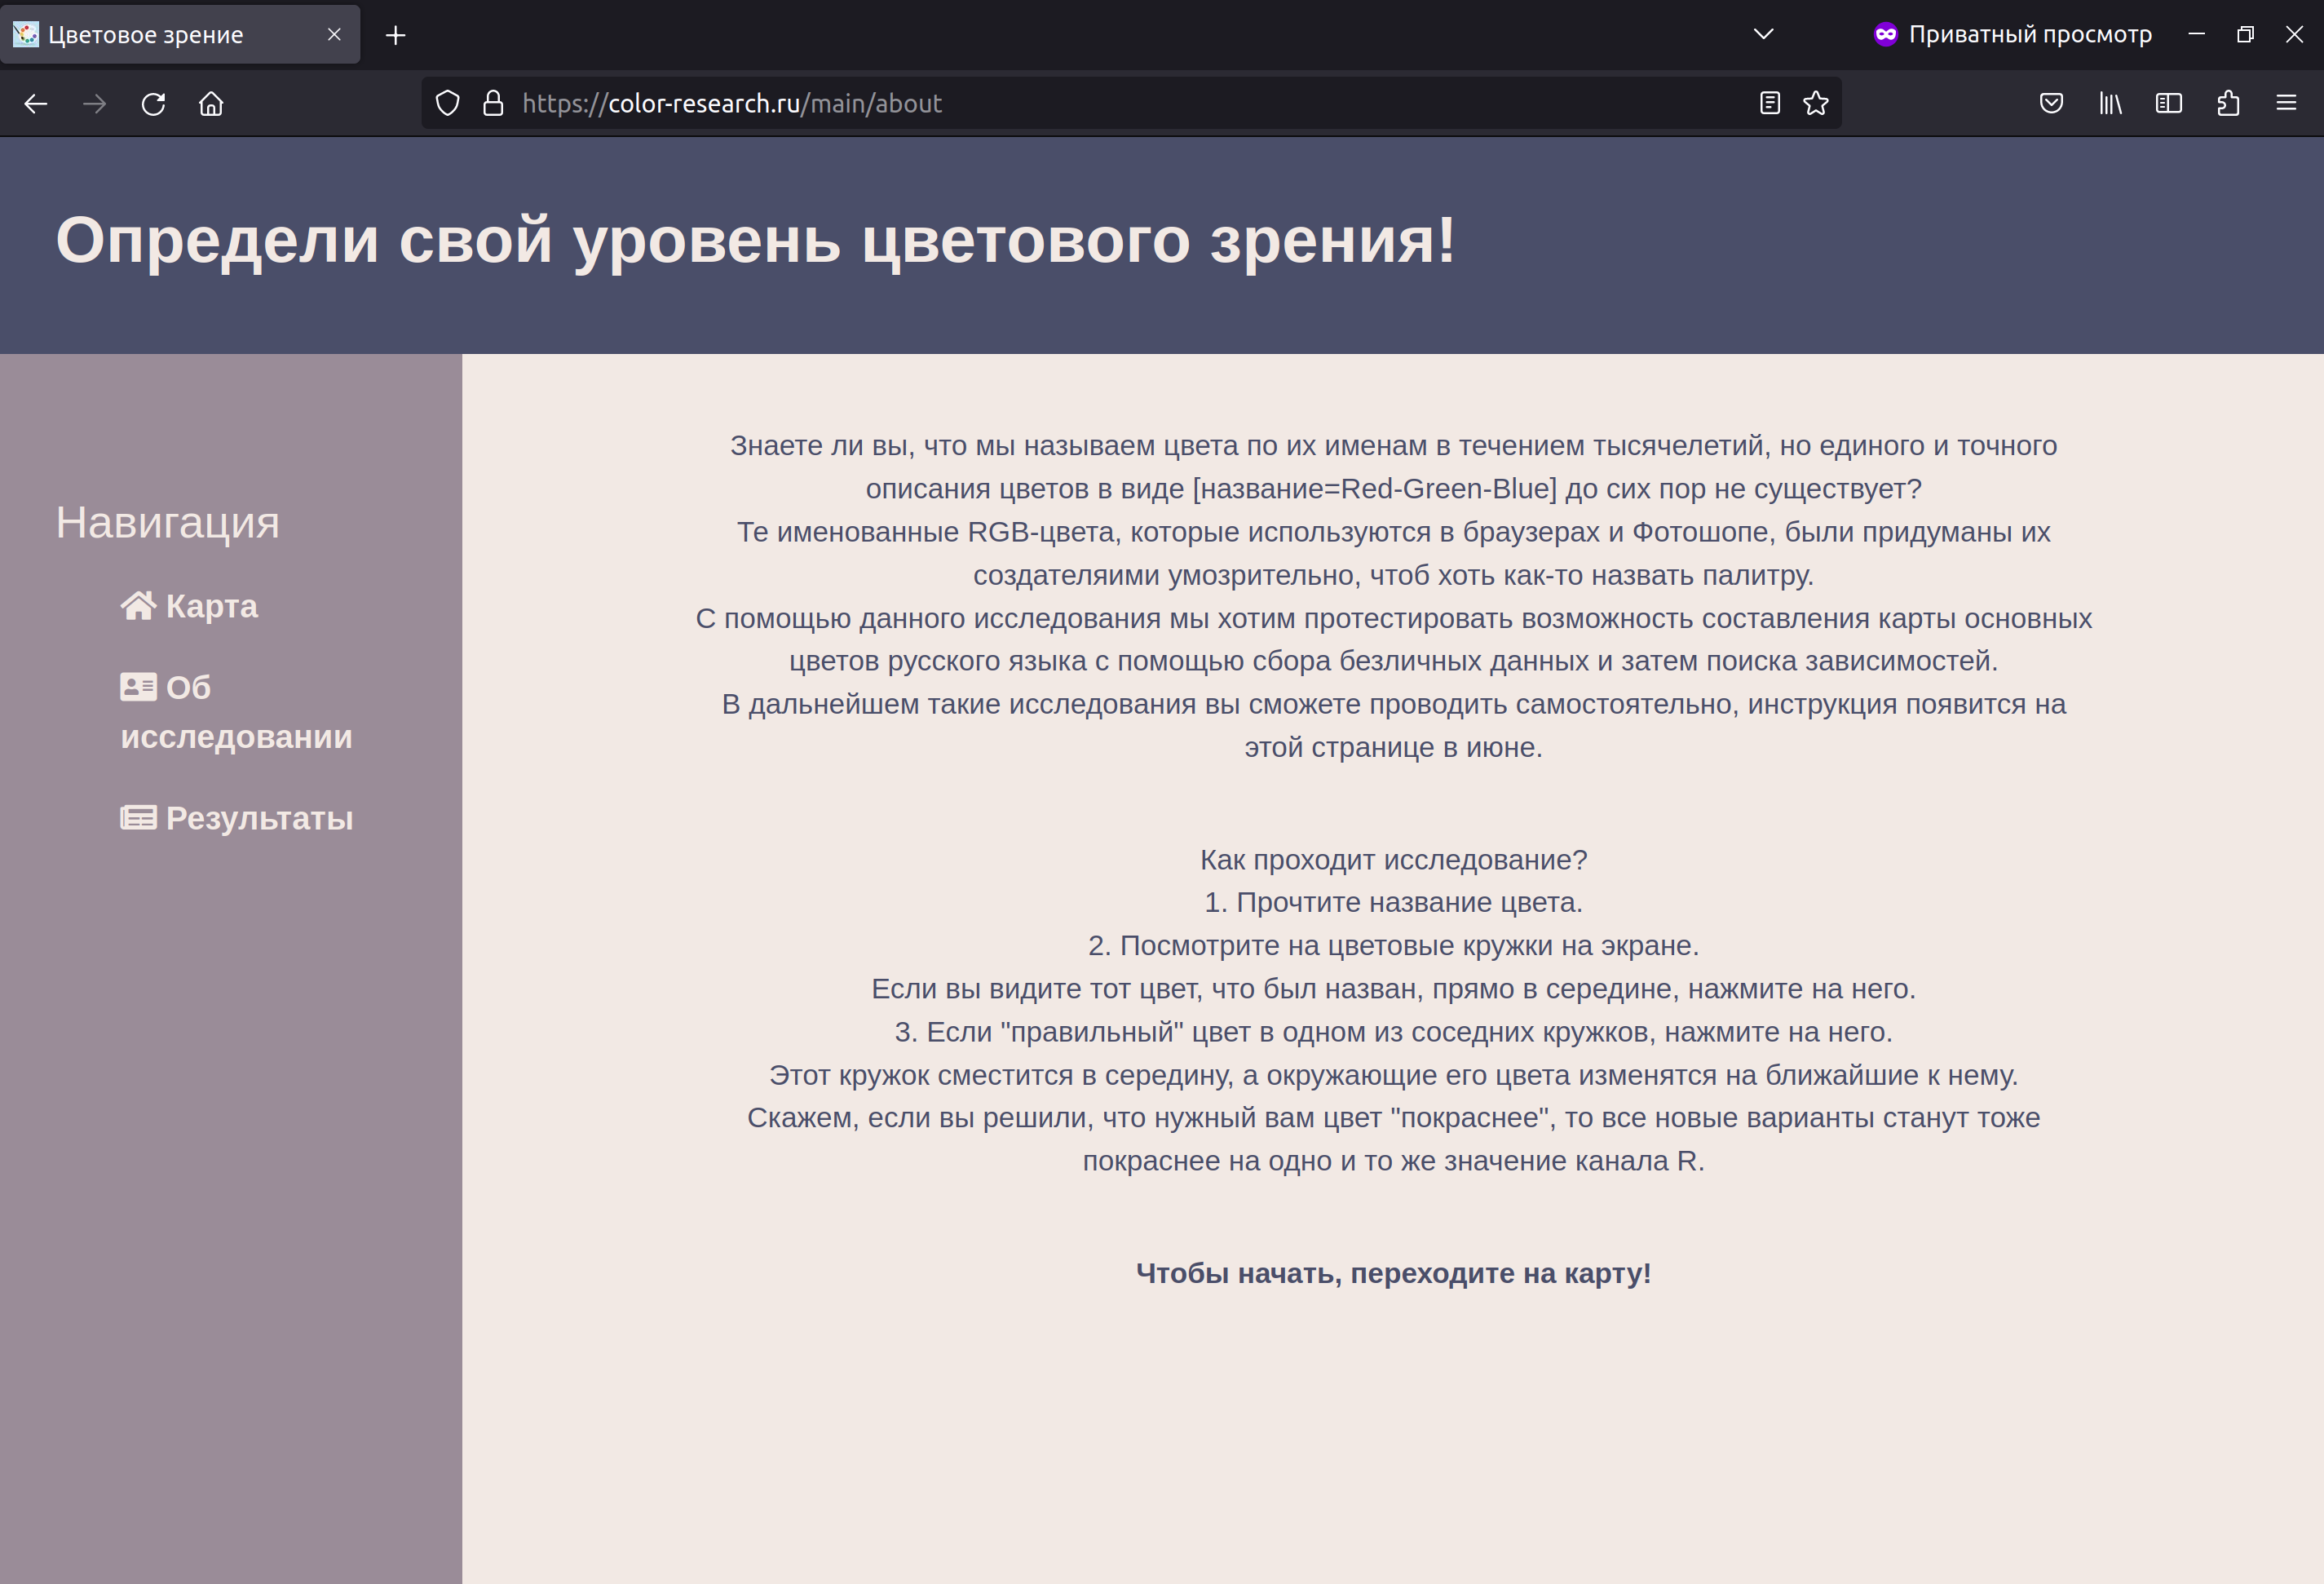 Цветовое зрение
Приватный просмотр
https://color-research.ru/main/about
Определи свой уровень цветового зрения!
Навигация
Карта
Об
исследовании
Результаты
Знаете ли вы, что мы называем цвета по их именам в течением тысячелетий, но единого и точного
описания цветов в виде [название=Red-Green-Blue] до сих пор не существует?
Те именованные RGB-цвета, которые используются в браузерах и Фотошопе, были придуманы их
создателяими умозрительно, чтоб хоть как-то назвать палитру.
С помощью данного исследования мы хотим протестировать возможность составления карты основных
цветов русского языка с помощью сбора безличных данных и затем поиска зависимостей.
В дальнейшем такие исследования вы сможете проводить самостоятельно, инструкция появится на
этой странице в июне.
Как проходит исследование?
1. Прочтите название цвета.
2. Посмотрите на цветовые кружки на экране.
Если вы видите тот цвет, что был назван, прямо в середине, нажмите на него.
3. Если "правильный" цвет в одном из соседних кружков, нажмите на него.
Этот кружок сместится в середину, а окружающие его цвета изменятся на ближайшие к нему.
Скажем, если вы решили, что нужный вам цвет "покраснее", то все новые варианты станут тоже
покраснее на одно и то же значение канала R.
Чтобы начать, переходите на карту!